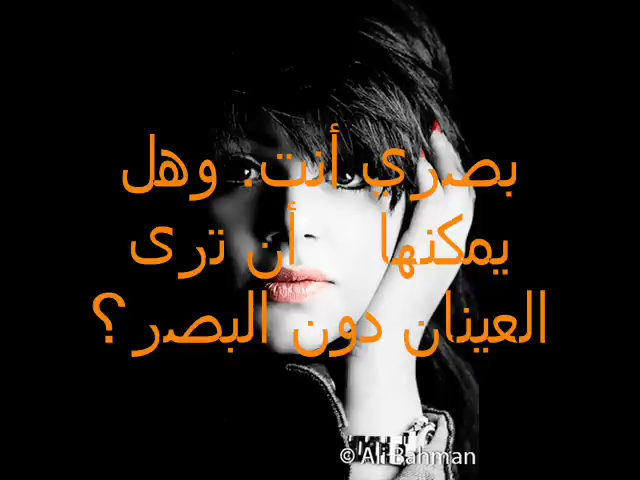 بصري أنت. وهل
يمكنها أن ترى
العينان دون البصر؟
© Ali Bahman